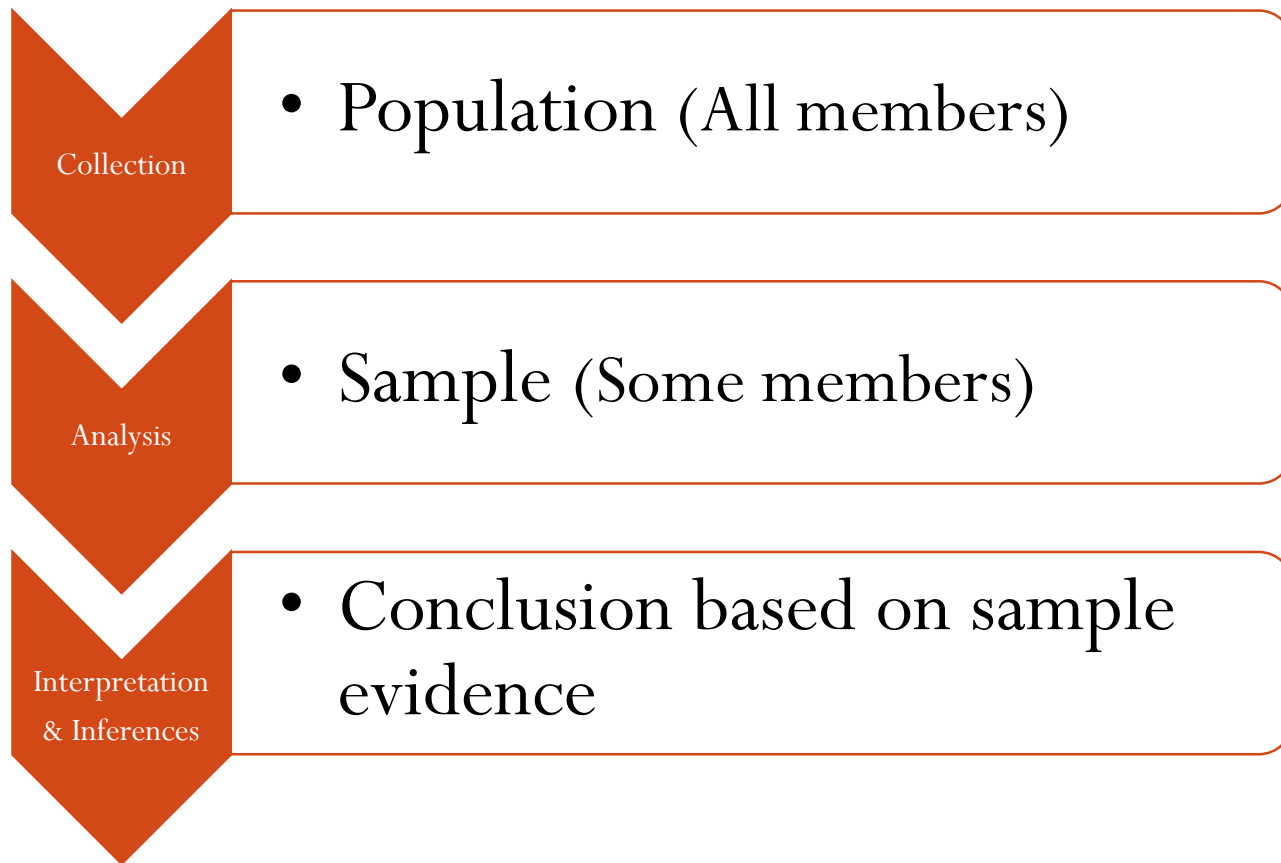 Collection
• Population (All members)
Analysis
• Sample (Some members)
Interpretation
& Inferences
• Conclusion based on sample
evidence